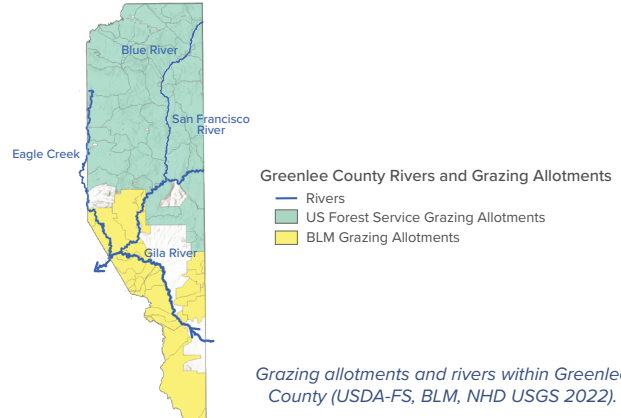 Blue River
San Francisco
River
Eagle Creek
Gila River
Greenlee County Rivers and Grazing Allotments
Rivers
US Forest Service Grazing Allotments
BLM Grazing Allotments
Grazing allotments and rivers within Greenlee
County (USDA-FS, BLM, NHD USGS 2022).